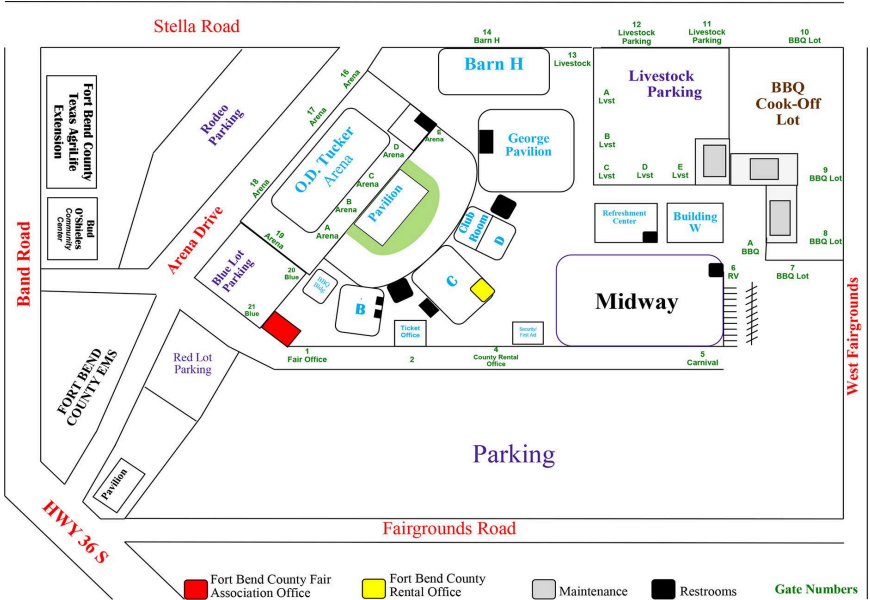 Stella Road
14
Barn H
12
Livestock
Parking
11
Livestock
Parking
10
BBQ Lot
13
Livestock
Barn H
Livestock
Parking
BBQ
Cook-Off
Lot
Fort Bend County
Texas AgriLife
Extension
Rodeo
Parking
16
Arena
17
Arena
18
Arena
19
Arena
O.D. Tucker
Arena
E
Arena
D
Arena
C
Arena
B
Arena
A
Arena
Pavilion
George
Pavilion
A
Lvst
B
Lvst
C
Lvst
D
Lvst
E
Lvst
9
BBQ Lot
8
BBQ Lot
7
BBQ Lot
A
BBQ
6
RV
Bud
O'Shieles
Community
Center
Arena Drive
Band Road
Blue Lot
Parking
20
Blue
21
Blue
BBQ
Club
Room
D
Refreshment
Center
Building
W
C
B
Ticket
Office
Security/
First Aid
Midway
West Fairgrounds
1
Fair Office
2
4
County Rental
Office
5
Carnival
Red Lot
Parking
FORT BEND
COUNTY EMS
Pavilion
Parking
HWY 36 S
Fairgrounds Road
Fort Bend County Fair
Association Office
Fort Bend County
Rental Office
Maintenance
Restrooms
Gate Numbers